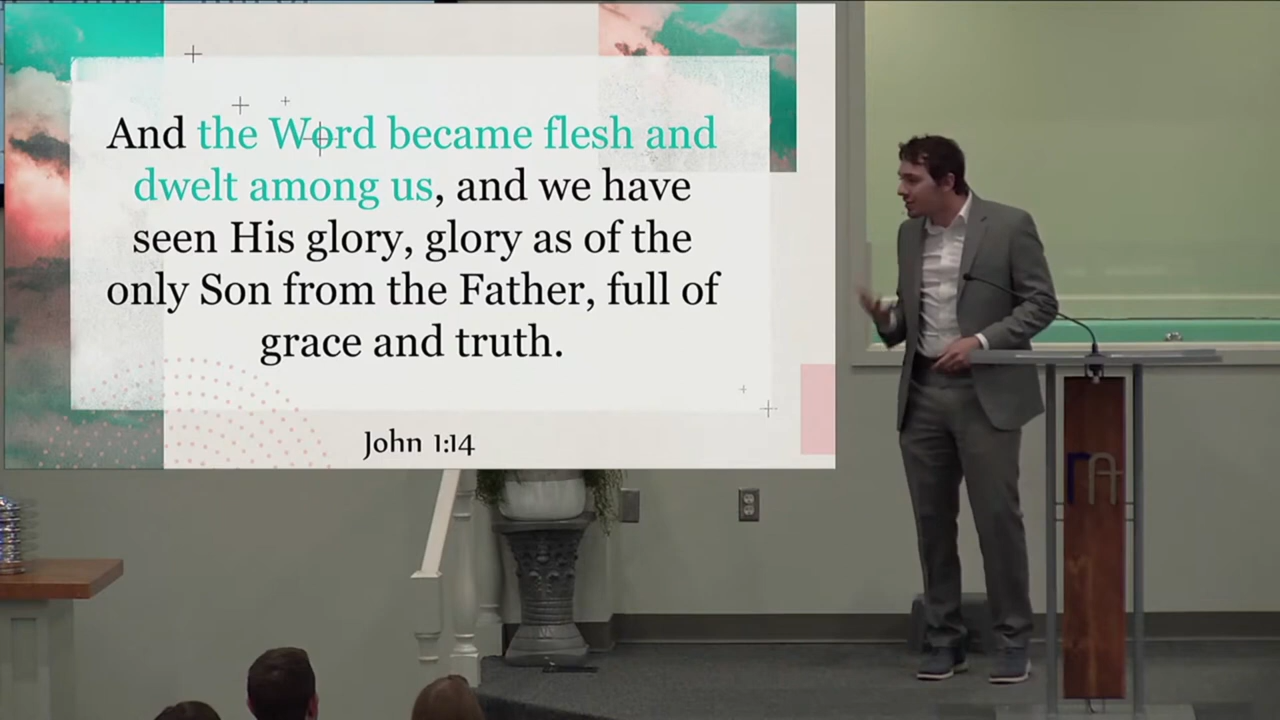 And the Word became flesh and
dwelt among us, and we have
seen His glory, glory as of the
only Son from the Father, full of
grace and truth.
John 1:14